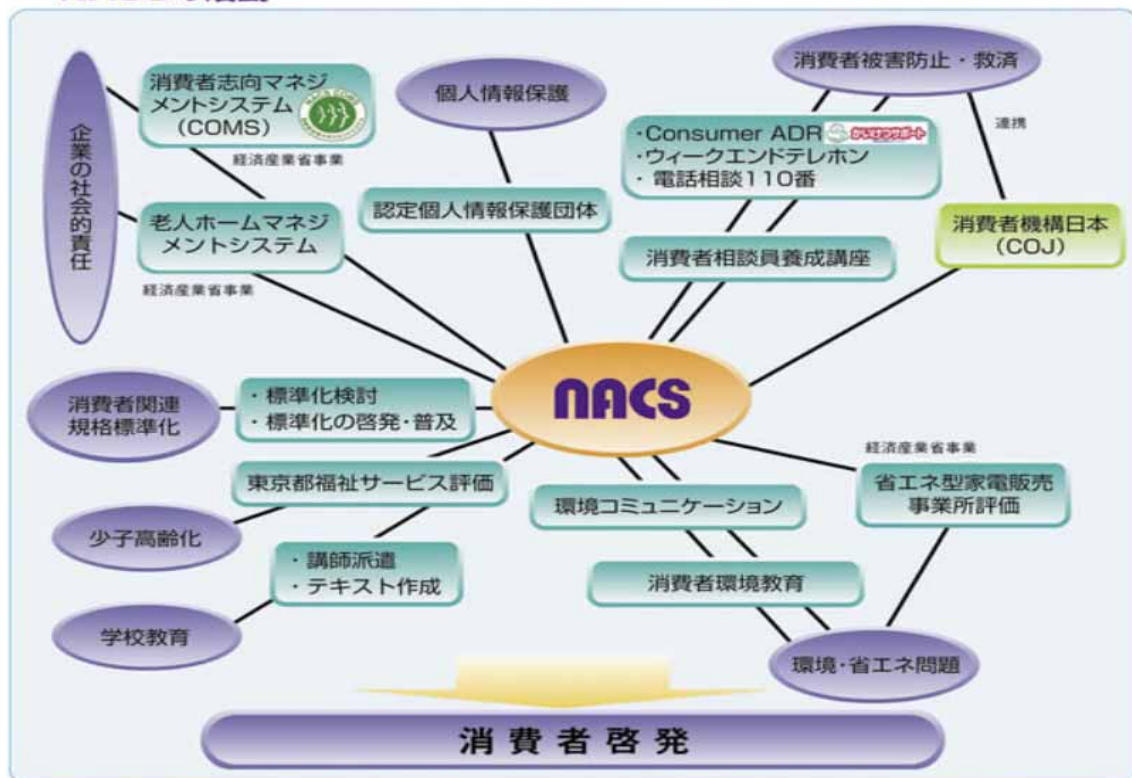 消費者志向マネジ
メントシステム
(COMS)
経済産業省事業
企業の社会的責任
老人ホームマネジ
メントシステム
経済産業省事業
個人情報保護
認定個人情報保護団体
消費者被害防止・救済
・Consumer ADR かいけつサポート
・ウィークエンドテレホン
・電話相談110番
連携
消費者相談員養成講座
消費者機構日本
(COJ)
NACS
消費者関連
規格標準化
・標準化検討
・標準化の啓発・普及
東京都福祉サービス評価
少子高齢化
・講師派遣
・テキスト作成
学校教育
環境コミュニケーション
消費者環境教育
経済産業省事業
省エネ型家電販売
事業所評価
環境・省エネ問題
消費者啓発